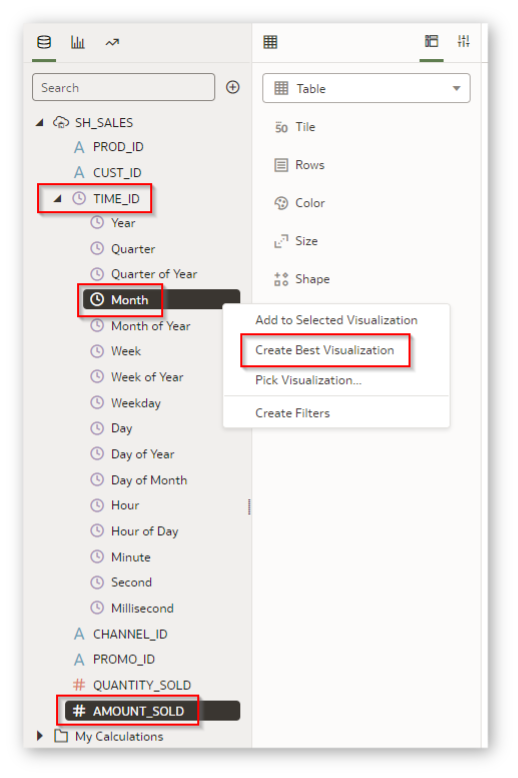 Search
SH_SALES
A PROD_ID
A CUST_ID
TIME_ID
Year
Quarter
Quarter of Year
Month
Month of Year
Week
Week of Year
Weekday
Day
Day of Year
Day of Month
Hour
Hour of Day
Minute
Second
Millisecond
A CHANNEL_ID
A PROMO_ID
# QUANTITY_SOLD
# AMOUNT_SOLD
My Calculations
Table
50 Tile
Rows
Color
Size
Shape
Add to Selected Visualization
Create Best Visualization
Pick Visualization...
Create Filters